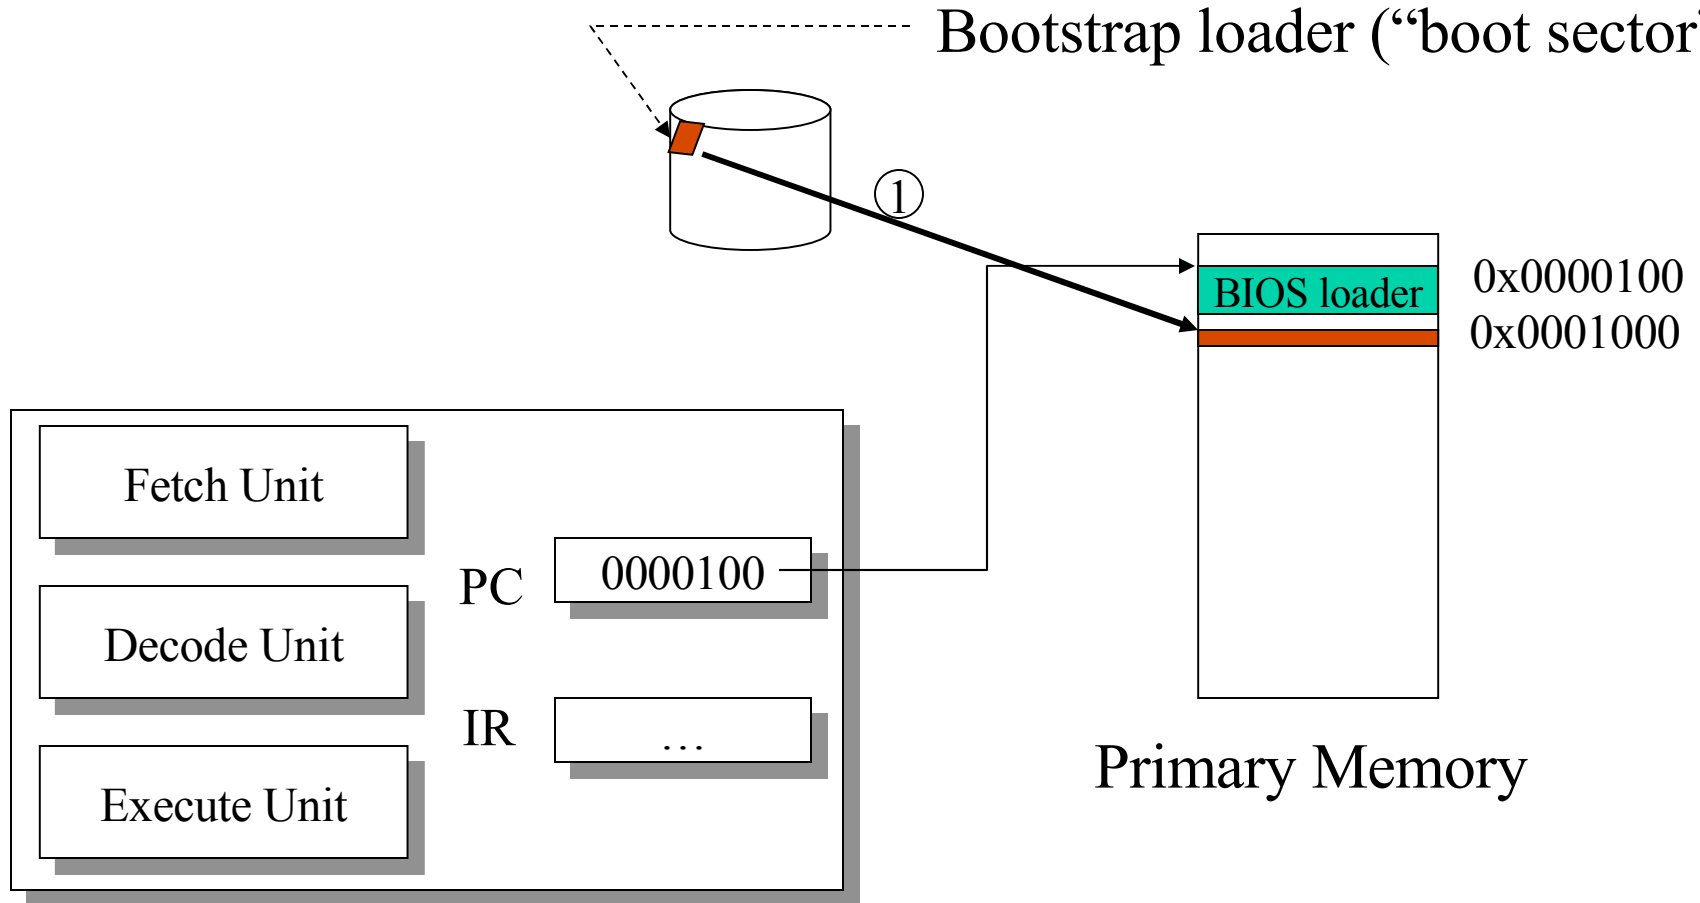 Bootstrap loader (“boot sector”
1
0x0000100
BIOS loader
0x0001000
Fetch Unit
PC
0000100
Decode Unit
IR
…
Execute Unit
Primary Memory